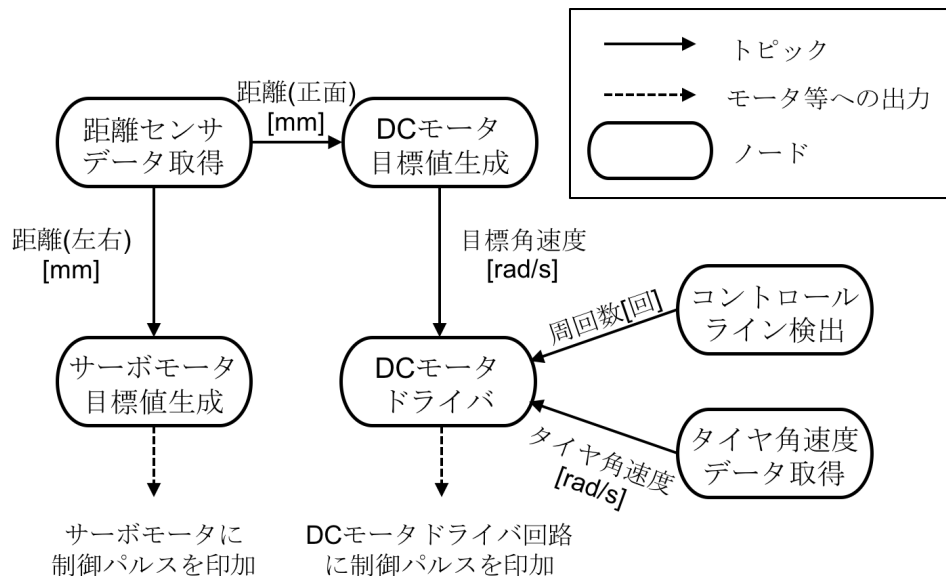 トピック
モータ等への出力
ノード
距離(正面)
[mm]
距離センサ
データ取得
DCモータ
目標値生成
距離(左右)
[mm]
目標角速度
[rad/s]
コントロール
ライン検出
周回数[回]
サーボモータ
目標値生成
DCモータ
ドライバ
タイヤ角速度
[rad/s]
タイヤ角速度
データ取得
サーボモータに
制御パルスを印加
DCモータドライバ回路
に制御パルスを印加